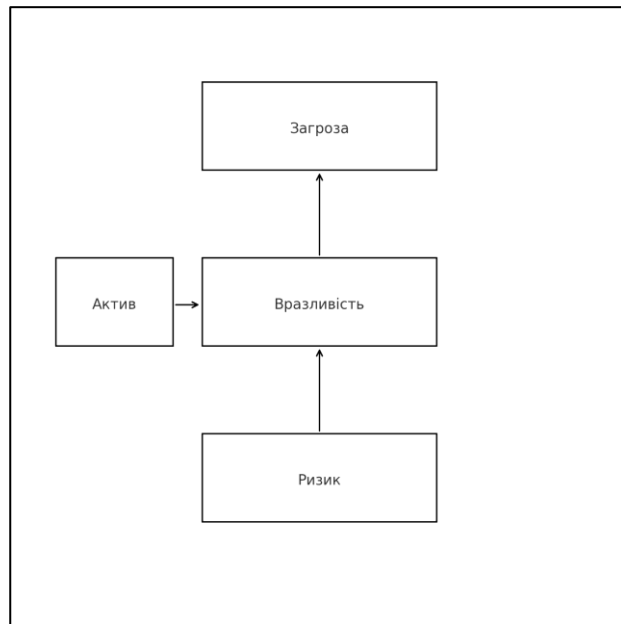 Загроза
Актив
Вразливість
Ризик